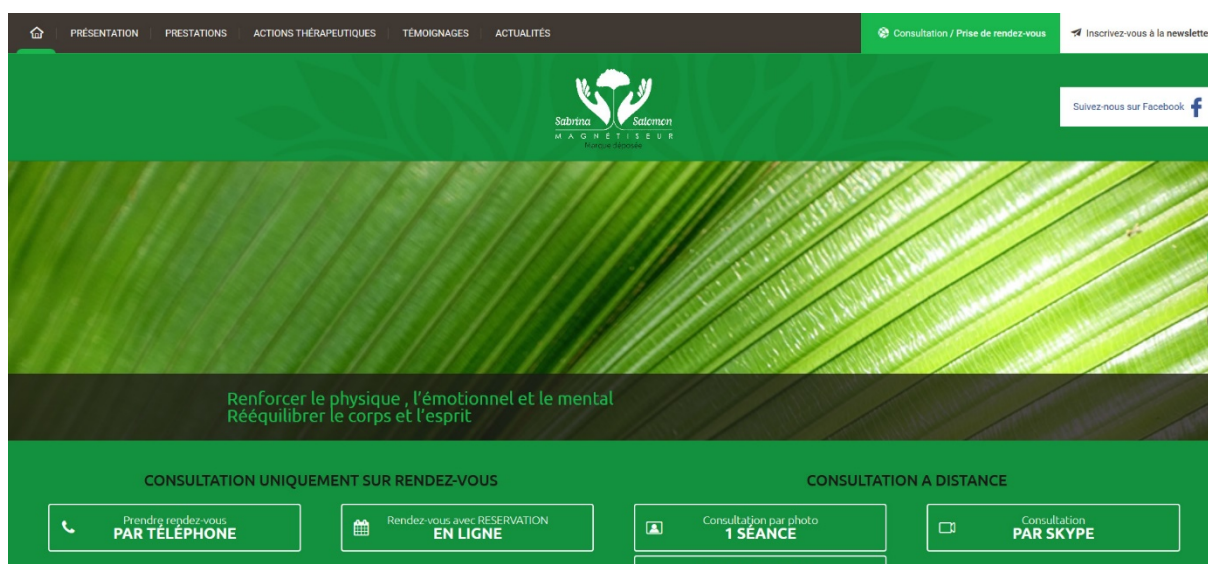 PRÉSENTATION
PRESTATIONS
ACTIONS THÉRAPEUTIQUES
TÉMOIGNAGES
ACTUALITÉS
Consultation / Prise de rendez-vous
Inscrivez-vous à la newslette
Suivez-nous sur Facebook
Sabrina Salomon
MAGNÉTISEUR
Marque déposée
Renforcer le physique , l'émotionnel et le mental
Rééquilibrer le corps et l'esprit
CONSULTATION UNIQUEMENT SUR RENDEZ-VOUS
CONSULTATION A DISTANCE
Prendre rendez-vous
PAR TÉLÉPHONE
Rendez-vous avec RESERVATION
EN LIGNE
Consultation par photo
1 SÉANCE
Consultation
PAR SKYPE